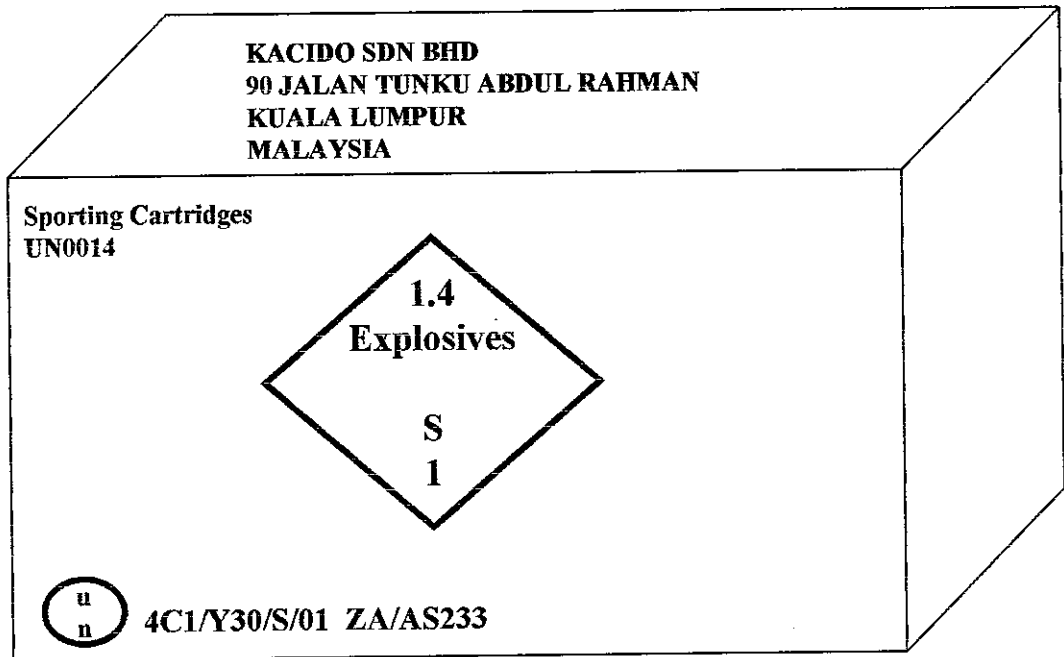 KACIDO SDN BHD
90 JALAN TUNKU ABDUL RAHMAN
KUALA LUMPUR
MALAYSIA
Sporting Cartridges
UN0014
1.4
Explosives
S
1
u
n
4C1/Y30/S/01 ZA/AS233